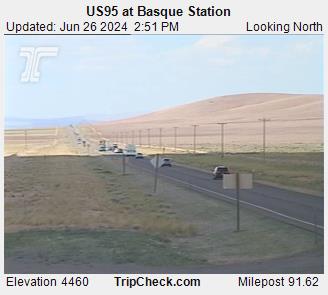 US95 at Basque Station
Updated: Jun 26 2024 2:51 PM Looking North
Elevation 4460 TripCheck.com Milepost 91.62